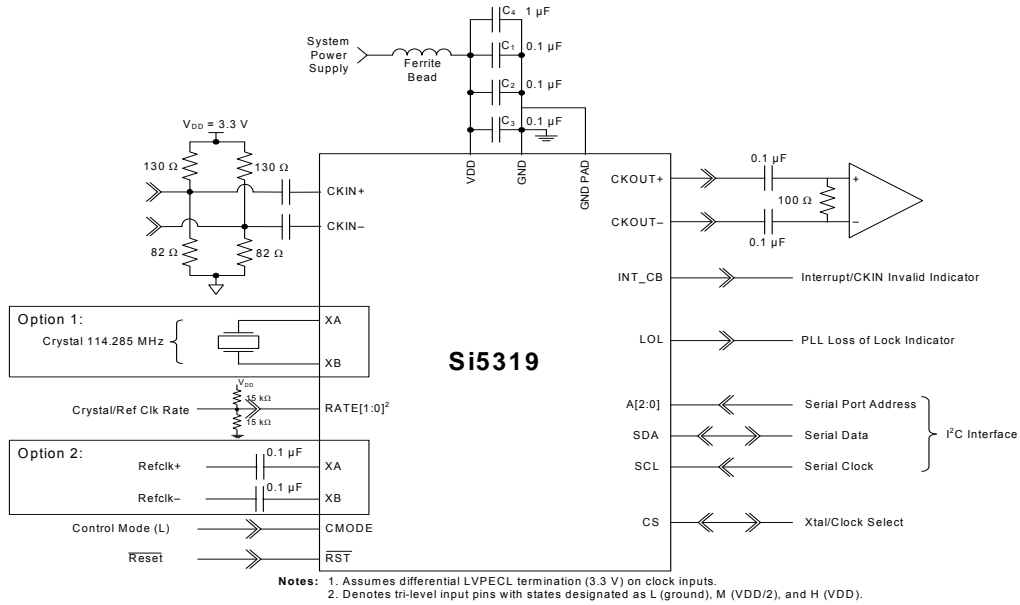 C₄ 1 µF
System
Power
Supply
Ferrite
Bead
C₁ 0.1 µF
C₂ 0.1 µF
C₃ 0.1 µF
VDD = 3.3 V
130 Ω
130 Ω
82 Ω
82 Ω
VDD
GND
GND PAD
CKIN+
CKIN–
CKOUT+
CKOUT–
0.1 µF
100 Ω
+
–
0.1 µF
INT_CB
Interrupt/CKIN Invalid Indicator
Option 1:
Crystal 114.285 MHz
XA
XB
LOL
PLL Loss of Lock Indicator
Si5319
VDD
15 kΩ
Crystal/Ref Clk Rate
RATE[1:0]²
15 kΩ
A[2:0]
Serial Port Address
SDA
Serial Data
I²C Interface
SCL
Serial Clock
Option 2:
Refclk+
0.1 µF
XA
Refclk–
0.1 µF
XB
CS
Xtal/Clock Select
Control Mode (L)
CMODE
Reset
RST
Notes: 1. Assumes differential LVPECL termination (3.3 V) on clock inputs.
2. Denotes tri-level input pins with states designated as L (ground), M (VDD/2), and H (VDD).